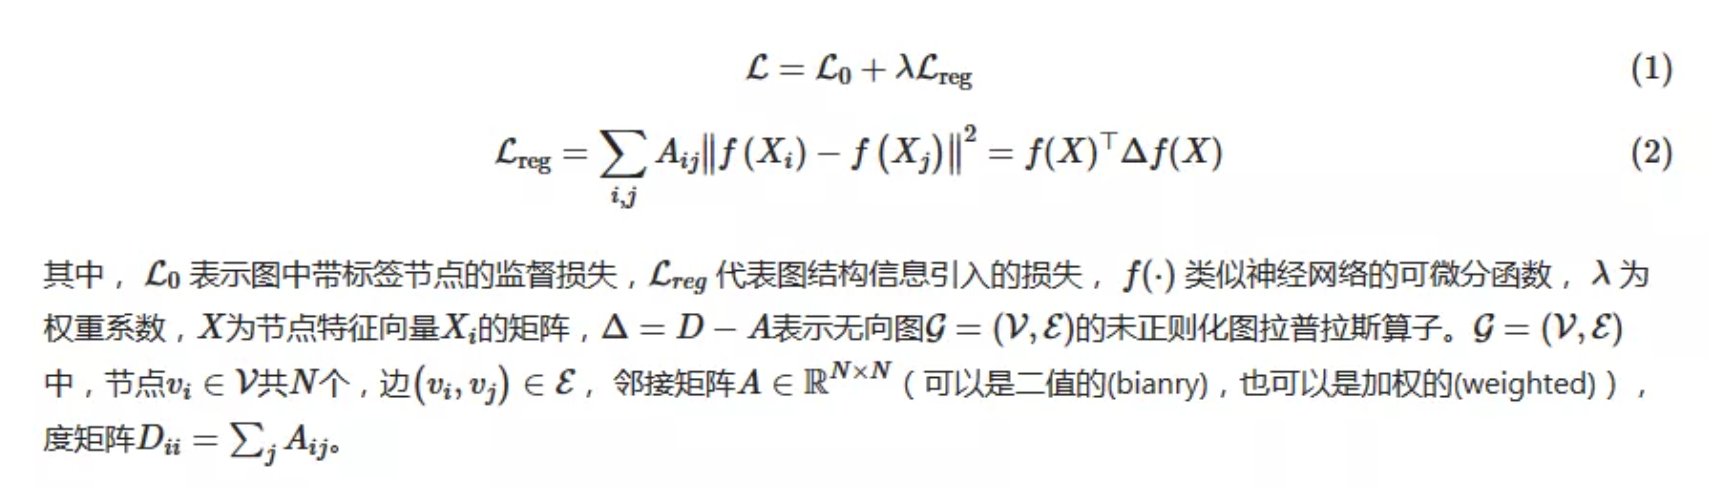 ℒ = ℒ₀ + λℒ_reg (1)
ℒ_reg = ∑_{i,j} A_{ij}‖f(X_i) − f(X_j)‖² = f(X)^⊤Δf(X) (2)
其中，ℒ₀ 表示图中带标签节点的监督损失，ℒ_{reg} 代表图结构信息引入的损失，f(·) 类似神经网络的可微分函数，λ 为
权重系数，X为节点特征向量X_i的矩阵，Δ = D − A表示无向图𝒢 = (𝒱, ℰ)的未正则化图拉普拉斯算子。𝒢 = (𝒱, ℰ)
中，节点v_i ∈ 𝒱共N个，边(v_i, v_j) ∈ ℰ，邻接矩阵A ∈ ℝ^{N×N}（可以是二值的(bianry)，也可以是加权的(weighted)），
度矩阵D_{ii} = ∑_j A_{ij}。